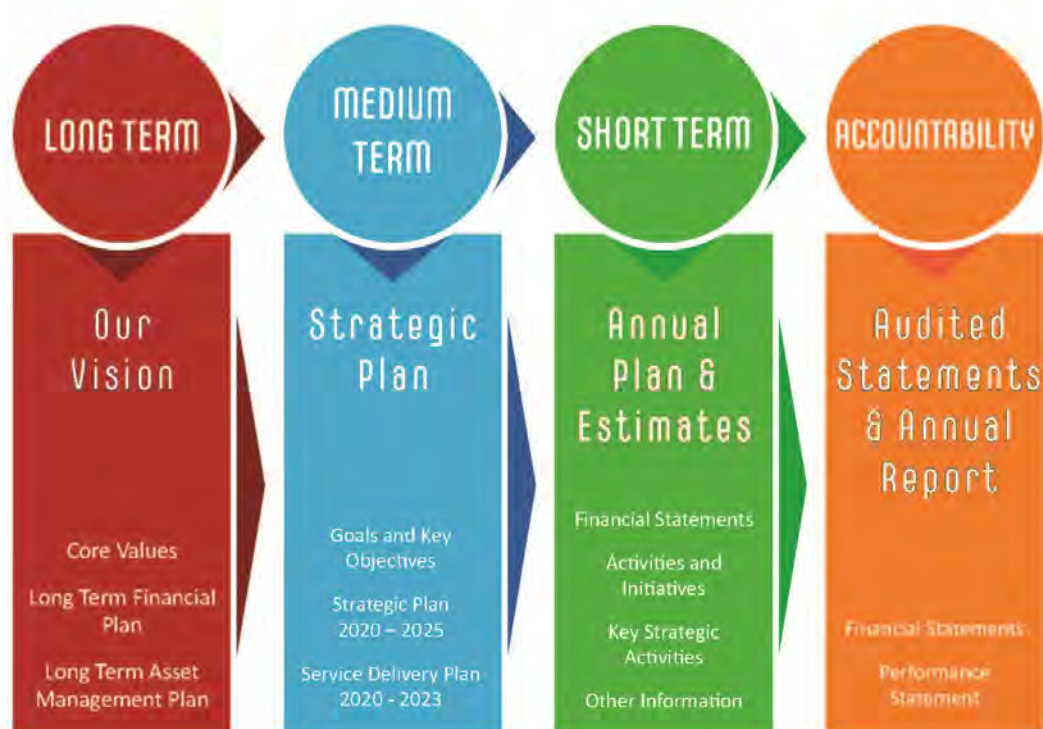 LONG TERM
Our
Vision
Core Values
Long Term Financial
Plan
Long Term Asset
Management Plan
MEDIUM
TERM
Strategic
Plan
Goals and Key
Objectives
Strategic Plan
2020 – 2025
Service Delivery Plan
2020 - 2023
SHORT TERM
Annual
Plan &
Estimates
Financial Statements
Activities and
Initiatives
Key Strategic
Activities
Other Information
ACCOUNTABILITY
Audited
Statements
& Annual
Report
Financial Statements
Performance
Statement